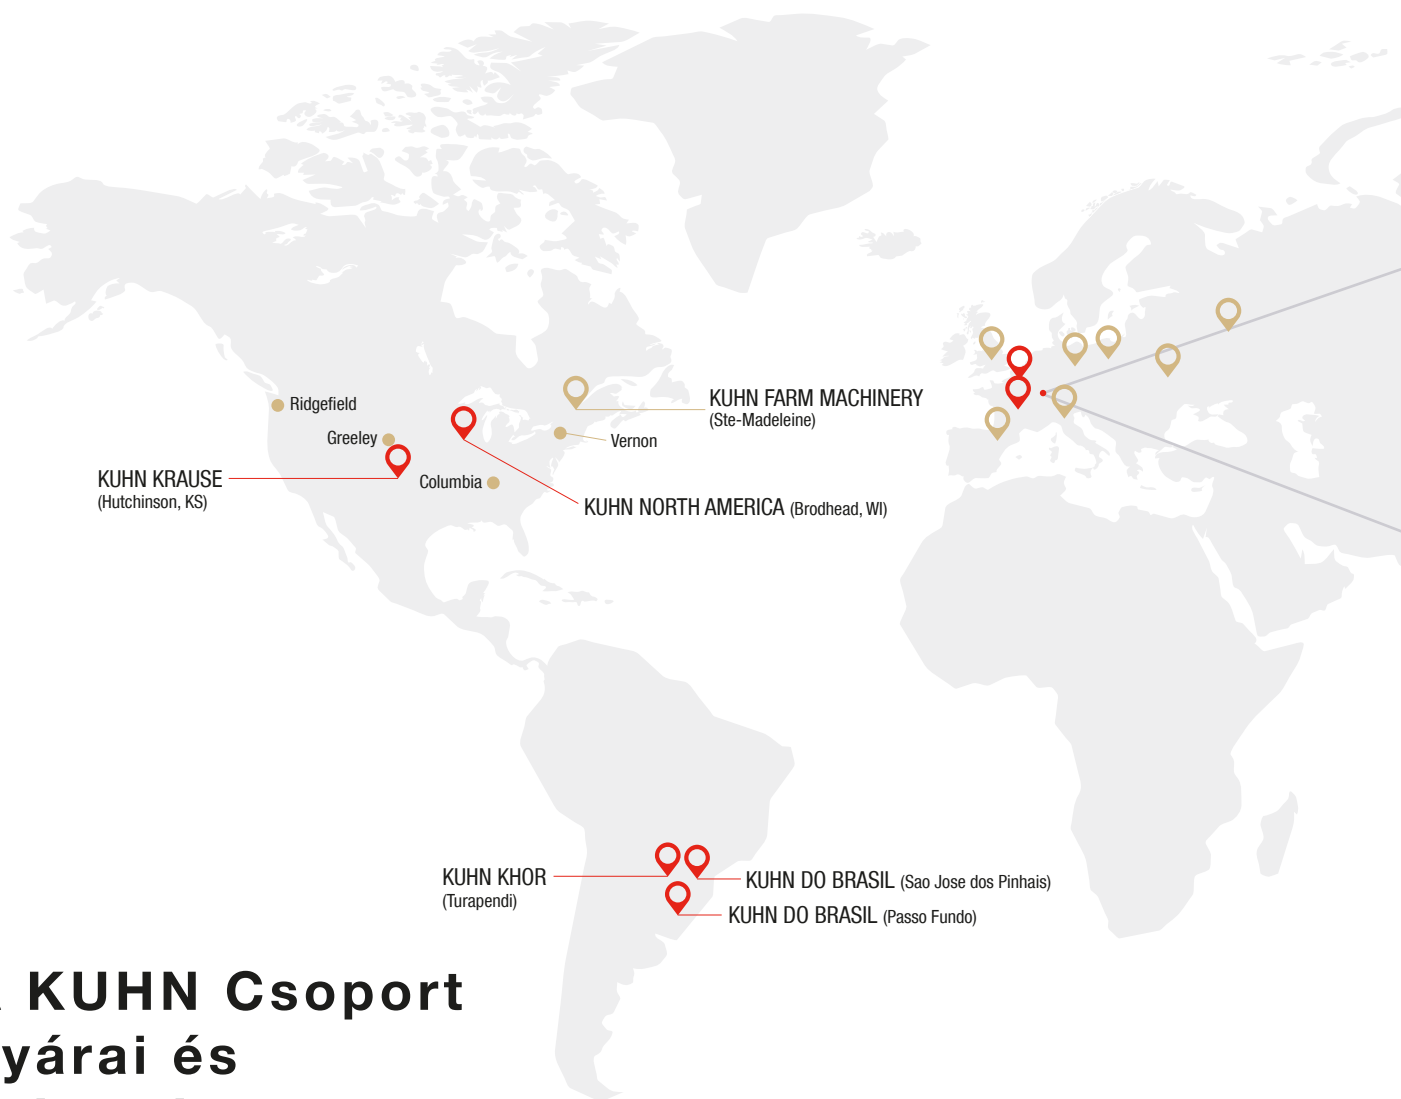 KUHN FARM MACHINERY
(Ste-Madeleine)
Ridgefield
Greeley
Vernon
KUHN KRAUSE
(Hutchinson, KS)
Columbia
KUHN NORTH AMERICA (Brodhead, WI)
KUHN KHOR
(Turapendi)
KUHN DO BRASIL (Sao Jose dos Pinhais)
KUHN DO BRASIL (Passo Fundo)
KUHN Csoport
yárai és